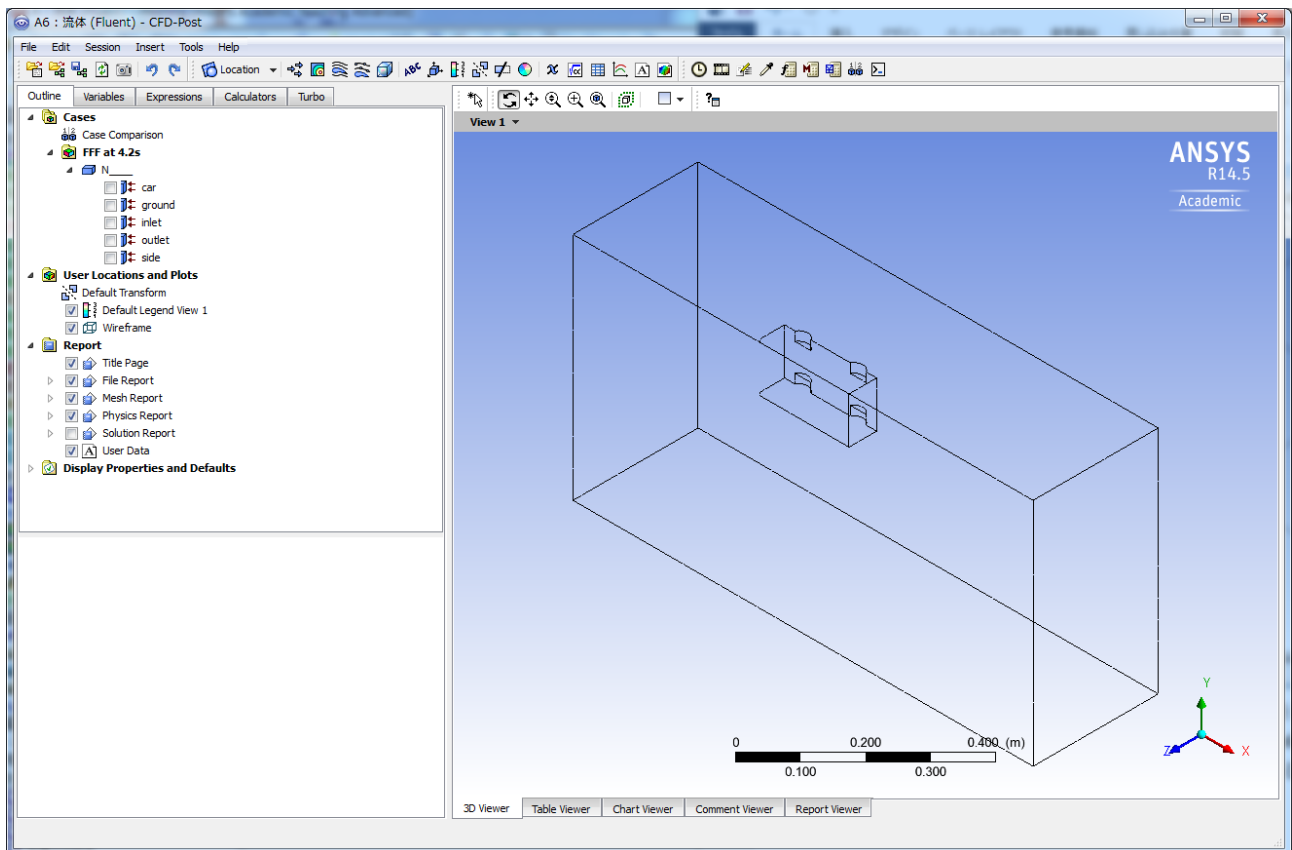 A6 : 流体 (Fluent) - CFD-Post
File Edit Session Insert Tools Help
Location
Outline Variables Expressions Calculators Turbo
Cases
Case Comparison
FFF at 4.2s
N____
car
ground
inlet
outlet
side
User Locations and Plots
Default Transform
Default Legend View 1
Wireframe
Report
Title Page
File Report
Mesh Report
Physics Report
Solution Report
A User Data
Display Properties and Defaults
View 1
ANSYS
R14.5
Academic
Y
Z X
0 0.200 0.400 (m)
0.100 0.300
3D Viewer Table Viewer Chart Viewer Comment Viewer Report Viewer